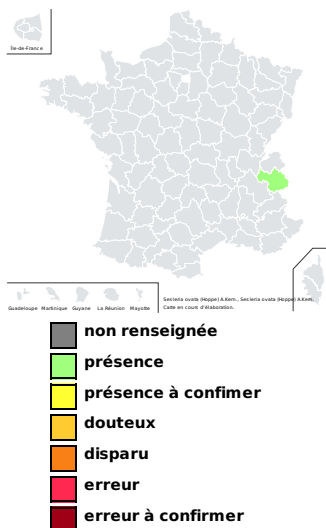 Île-de-France
Guadeloupe Martinique Guyane La Réunion Mayotte
Sesleria ovata (Hoppe) A.Kern., Sesleria ovata (Hoppe) A.Kern.
Carte en cours d'élaboration.
non renseignée
présence
présence à confimer
douteux
disparu
erreur
erreur à confirmer